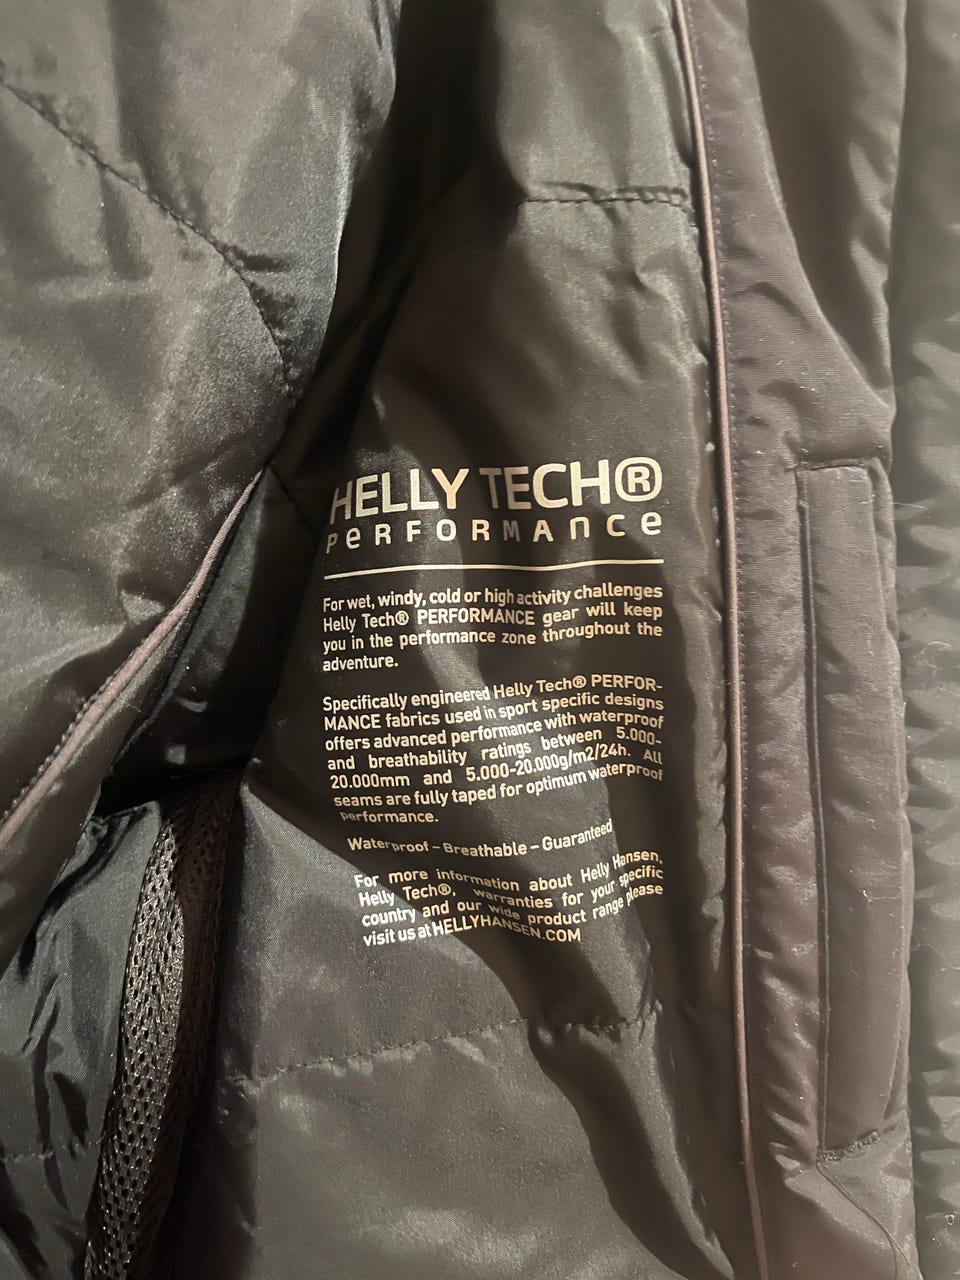 HELLY TECH®
PERFORMANCE
For wet, windy, cold or high activity challenges
Helly Tech® PERFORMANCE gear will keep
you in the performance zone throughout the
adventure.
Specifically engineered Helly Tech® PERFOR-
MANCE fabrics used in sport specific designs
offers advanced performance with waterproof
and breathability ratings between 5.000-
20.000mm and 5.000-20.000g/m2/24h. All
seams are fully taped for optimum waterproof
performance.
Waterproof – Breathable – Guaranteed
For more information about Helly Hansen,
Helly Tech®, warranties for your specific
country and our wide product range please
visit us at HELLYHANSEN.COM